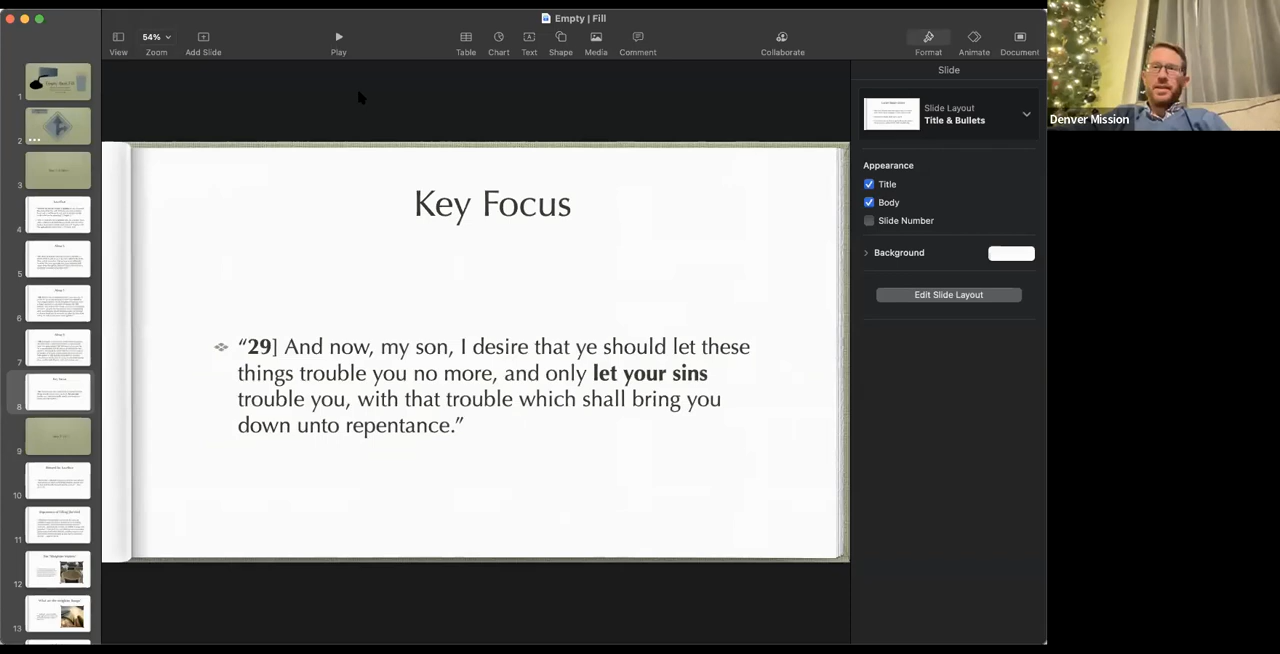 Empty | Fill
54%
View
Zoom
Add Slide
Play
Table
Chart
Text
Shape
Media
Comment
Collaborate
Format
Animate
Document
Slide
Slide Layout
Title & Bullets
Appearance
Title
Body
Slide Number
Background
Edit Slide Layout
Denver Mission
1
2
3
4
5
6
7
8
9
10
11
12
13
Key Focus
“29] And now, my son, I desire that ye should let these
things trouble you no more, and only let your sins
trouble you, with that trouble which shall bring you
down unto repentance.”